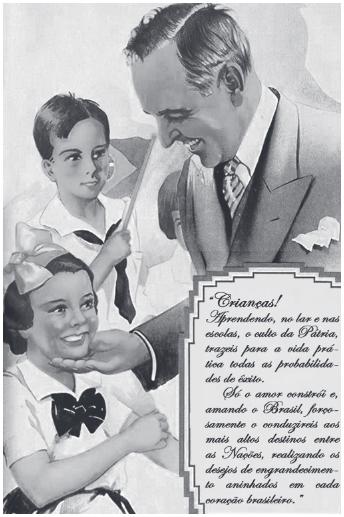 "Crianças!
Aprendendo, no lar e nas
escolas, o culto da Pátria,
trazeis para a vida prá-
tica todas as probabilida-
des de êxito.
Só o amor constrói e,
amando o Brasil, forço-
samente o conduzireis aos
mais altos destinos entre
as Nações, realizando os
desejos de engrandecimen-
to aninhados em cada
coração brasileiro."